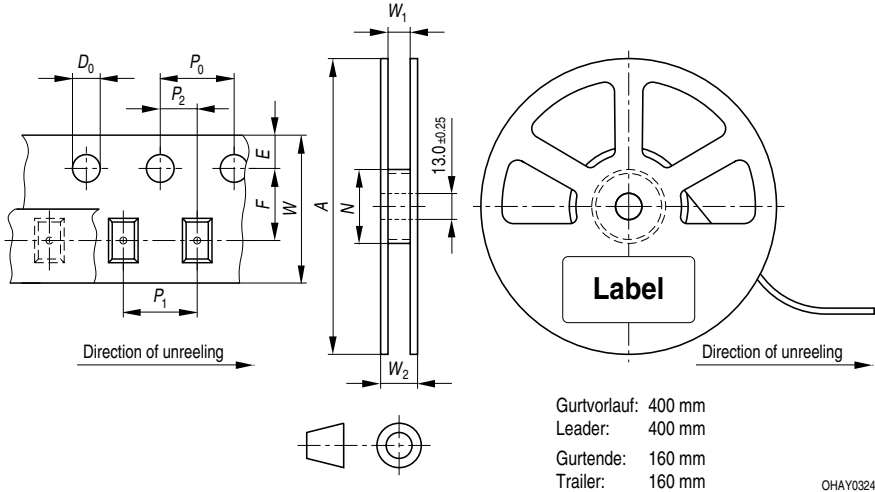 W1
D0
P0
P2
E
F
W
A
N
13.0 ±0.25
P1
Label
Direction of unreeling
W2
Direction of unreeling
Gurtvorlauf: 400 mm
Leader: 400 mm
Gurtende: 160 mm
Trailer: 160 mm
OHAY0324